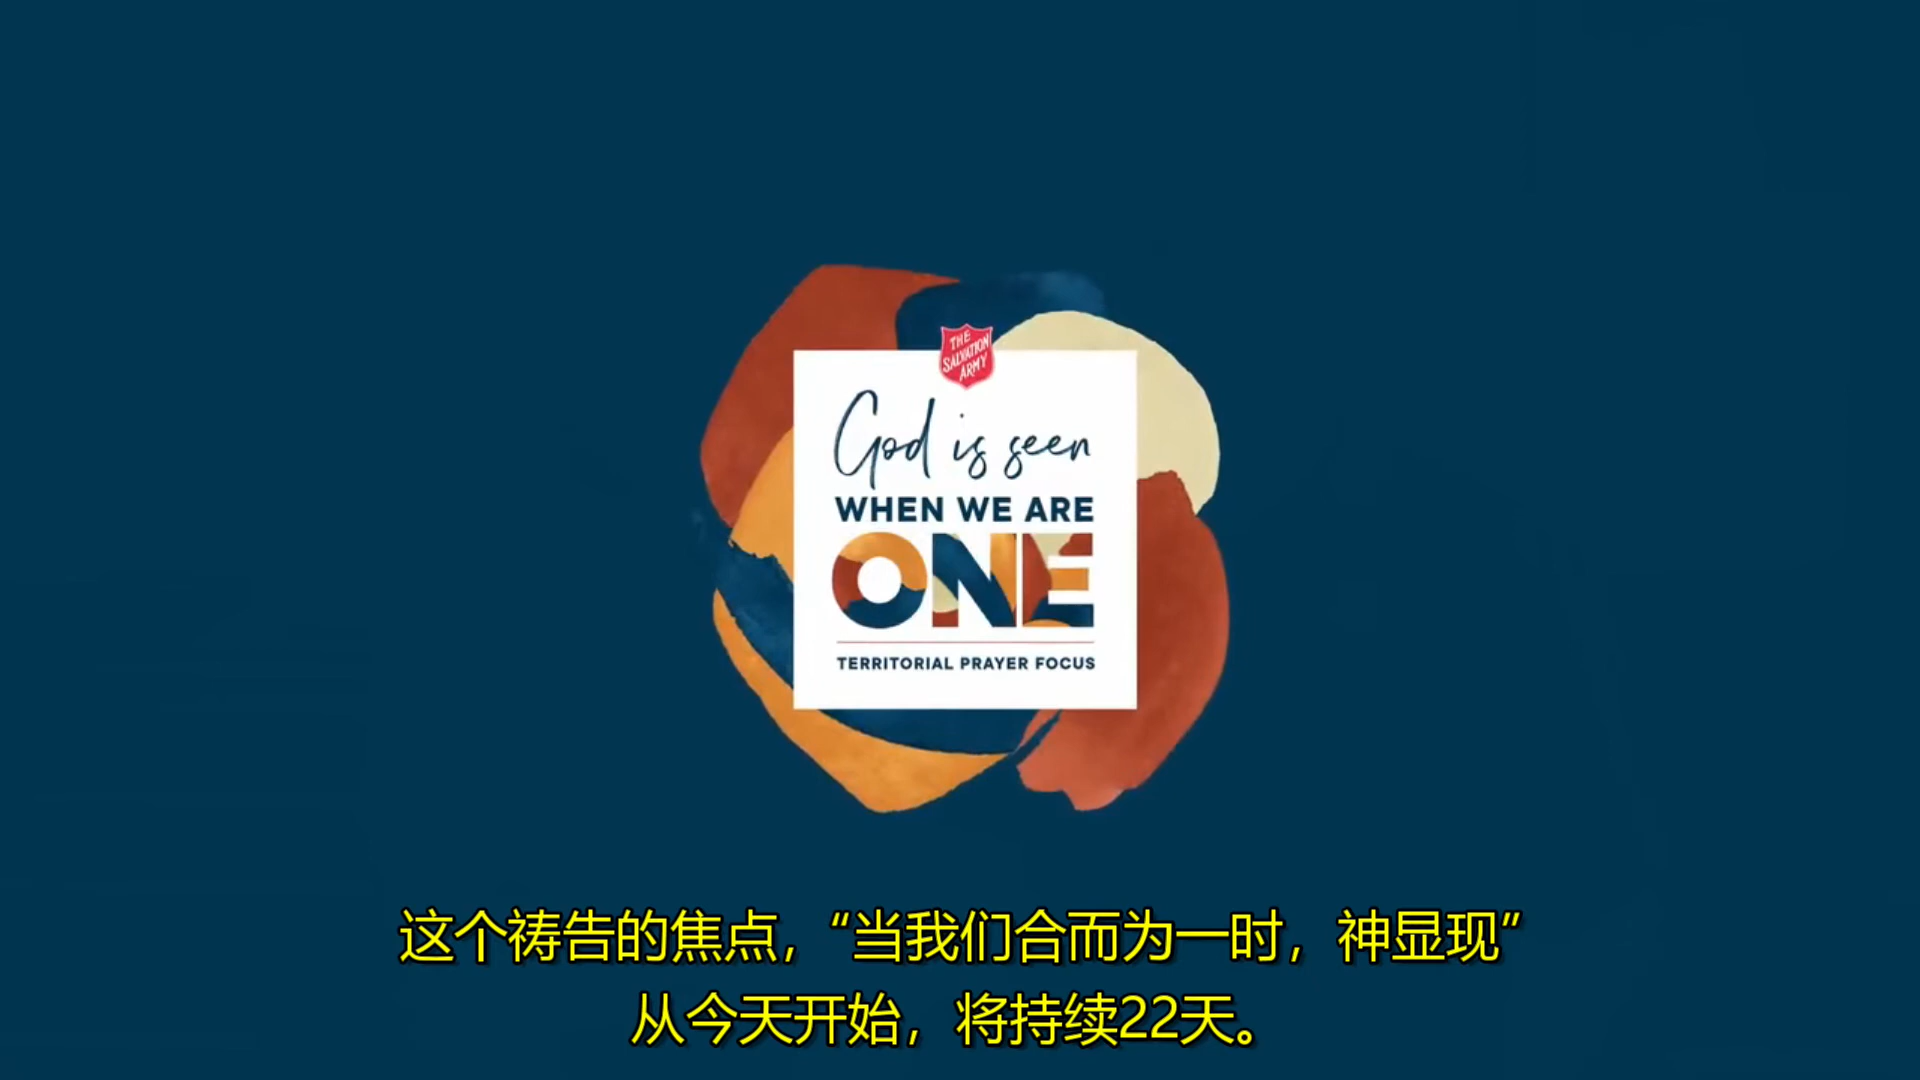 THE
SALVATION
ARMY
God is seen
WHEN WE ARE
ONE
TERRITORIAL PRAYER FOCUS
这个祷告的焦点，“当我们合而为一时，神显现”
从今天开始，将持续22天。